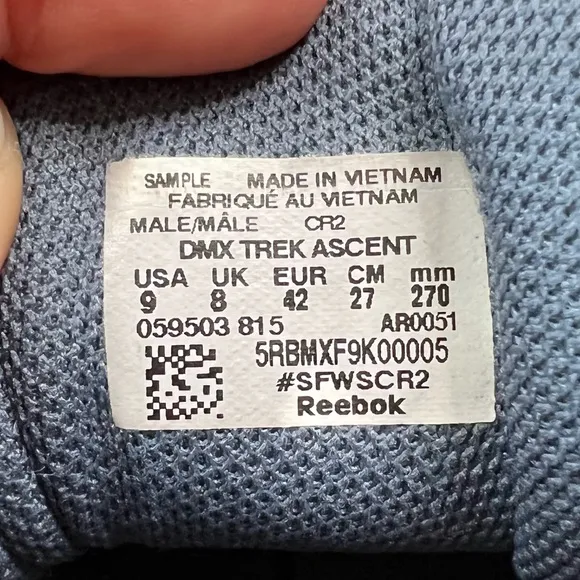 SAMPLE MADE IN VIETNAM
FABRIQUÉ AU VIETNAM
MALE/MÂLE CR2
DMX TREK ASCENT
USA UK EUR CM mm
9 8 42 27 270
059503 815 AR0051
5RBMXF9K00005
#SFWSCR2
Reebok